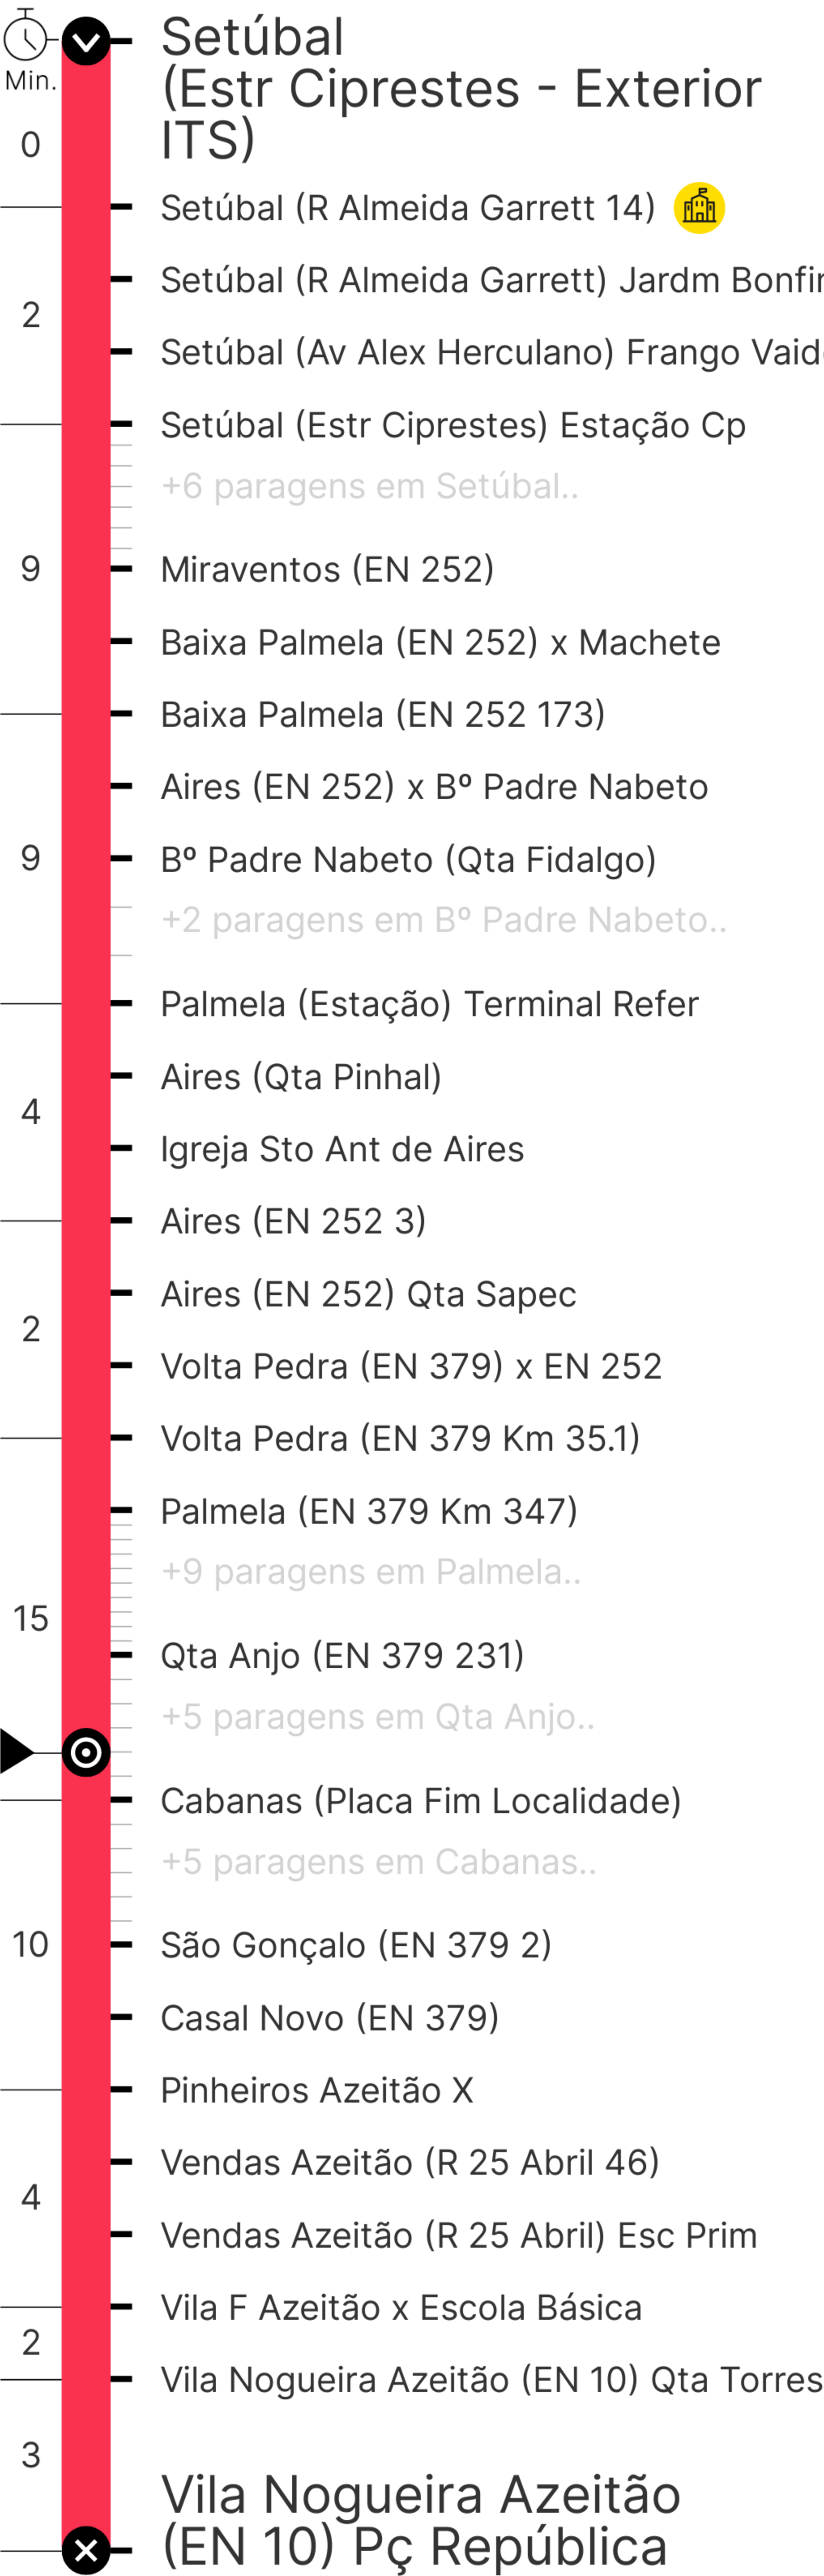 Setúbal
(Estr Ciprestes - Exterior
ITS)
Min.
0
Setúbal (R Almeida Garrett 14)
Setúbal (R Almeida Garrett) Jardm
2
Setúbal (Av Alex Herculano) Frango
Setúbal (Estr Ciprestes) Estação Cp
+6 paragens em Setúbal..
9
Miraventos (EN 252)
Baixa Palmela (EN 252) x Machete
Baixa Palmela (EN 252 173)
Aires (EN 252) x Bº Padre Nabeto
9
Bº Padre Nabeto (Qta Fidalgo)
+2 paragens em Bº Padre Nabeto..
Palmela (Estação) Terminal Refer
Aires (Qta Pinhal)
4
Igreja Sto Ant de Aires
Aires (EN 252 3)
Aires (EN 252) Qta Sapec
2
Volta Pedra (EN 379) x EN 252
Volta Pedra (EN 379 Km 35.1)
Palmela (EN 379 Km 347)
+9 paragens em Palmela..
15
Qta Anjo (EN 379 231)
+5 paragens em Qta Anjo..
Cabanas (Placa Fim Localidade)
+5 paragens em Cabanas..
10
São Gonçalo (EN 379 2)
Casal Novo (EN 379)
Pinheiros Azeitão X
Vendas Azeitão (R 25 Abril 46)
4
Vendas Azeitão (R 25 Abril) Esc Prim
Vila F Azeitão x Escola Básica
2
Vila Nogueira Azeitão (EN 10) Qta Torres
3
Vila Nogueira Azeitão
(EN 10) Pç República